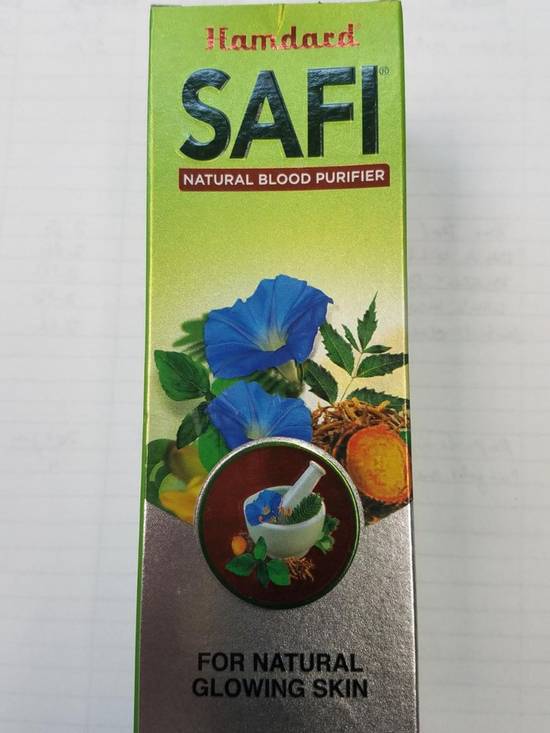 Hamdard
SAFI®
NATURAL BLOOD PURIFIER
FOR NATURAL
GLOWING SKIN